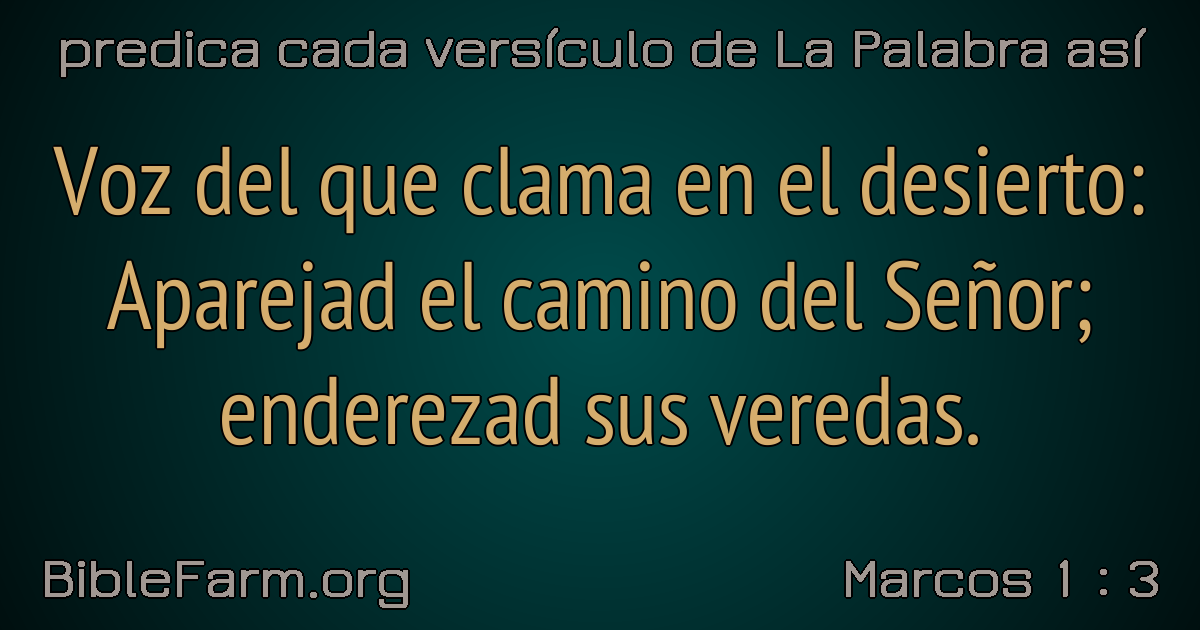 predica cada versículo de La Palabra así
Voz del que clama en el desierto:
Aparejad el camino del Señor;
enderezad sus veredas.
BibleFarm.org
Marcos 1 : 3